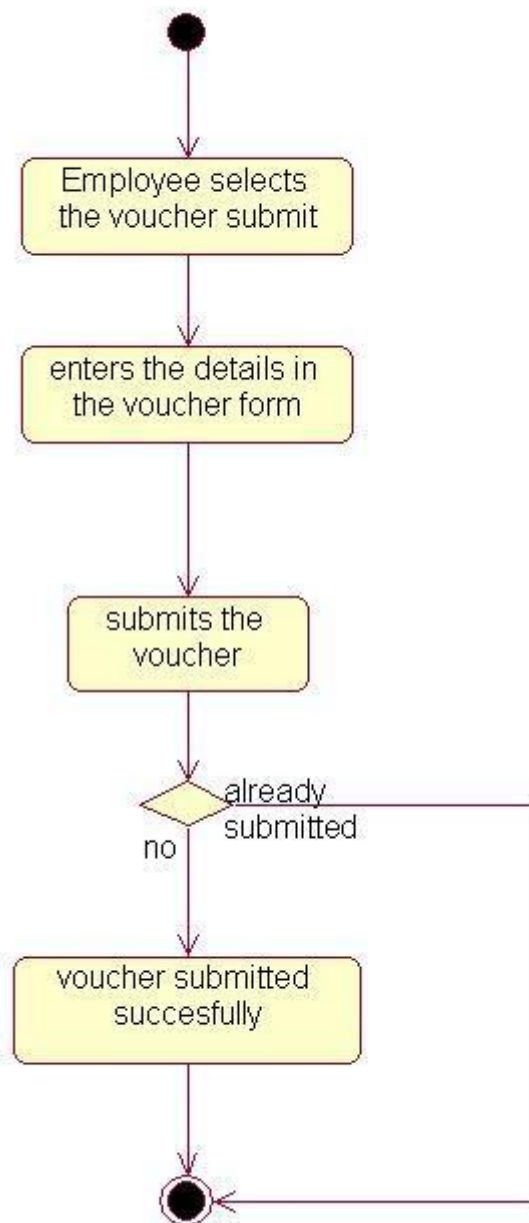 Employee selects
the voucher submit
enters the details in
the voucher form
submits the
voucher
already
submitted
no
voucher submitted
succesfully